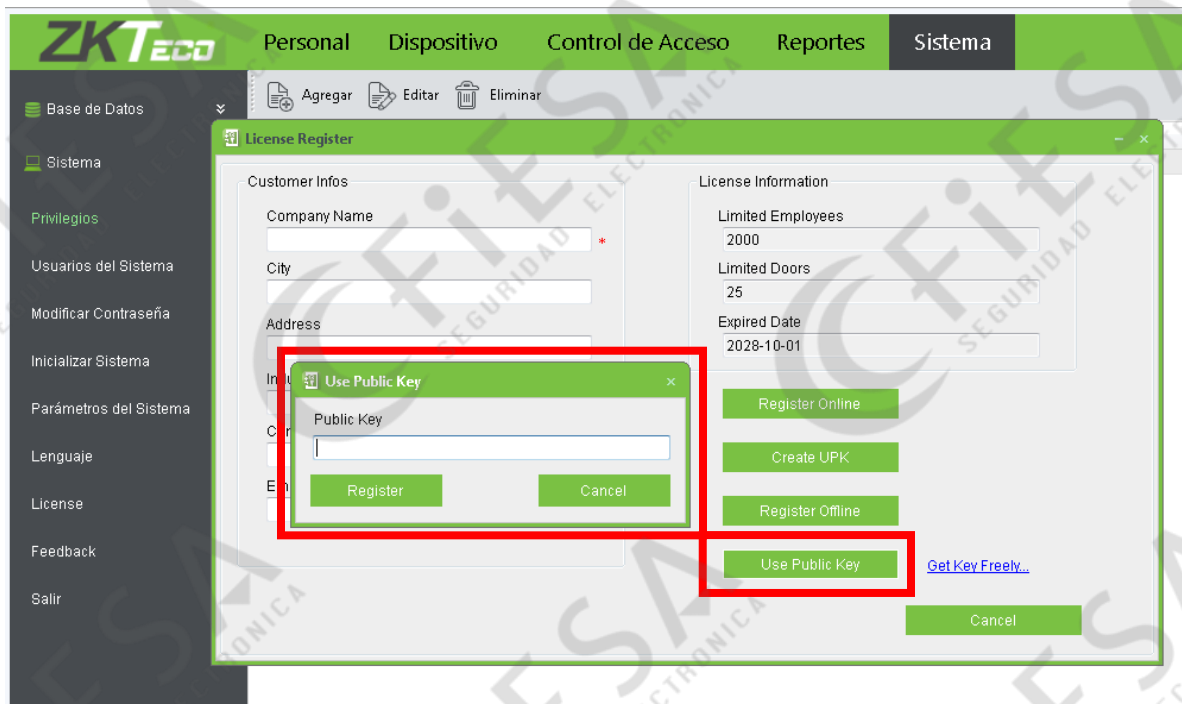 ZKTeco Personal Dispositivo Control de Acceso Reportes Sistema
Agregar Editar Eliminar
Base de Datos
Sistema
Privilegios
Usuarios del Sistema
Modificar Contraseña
Inicializar Sistema
Parámetros del Sistema
Lenguaje
License
Feedback
Salir
License Register
Customer Infos
Company Name
*
City
Address
License Information
Limited Employees
2000
Limited Doors
25
Expired Date
2028-10-01
Use Public Key
Public Key
Register Cancel
Register Online
Create UPK
Register Offline
Use Public Key Get Key Freely...
Cancel
CFiESA
SEGURIDAD ELECTRONICA